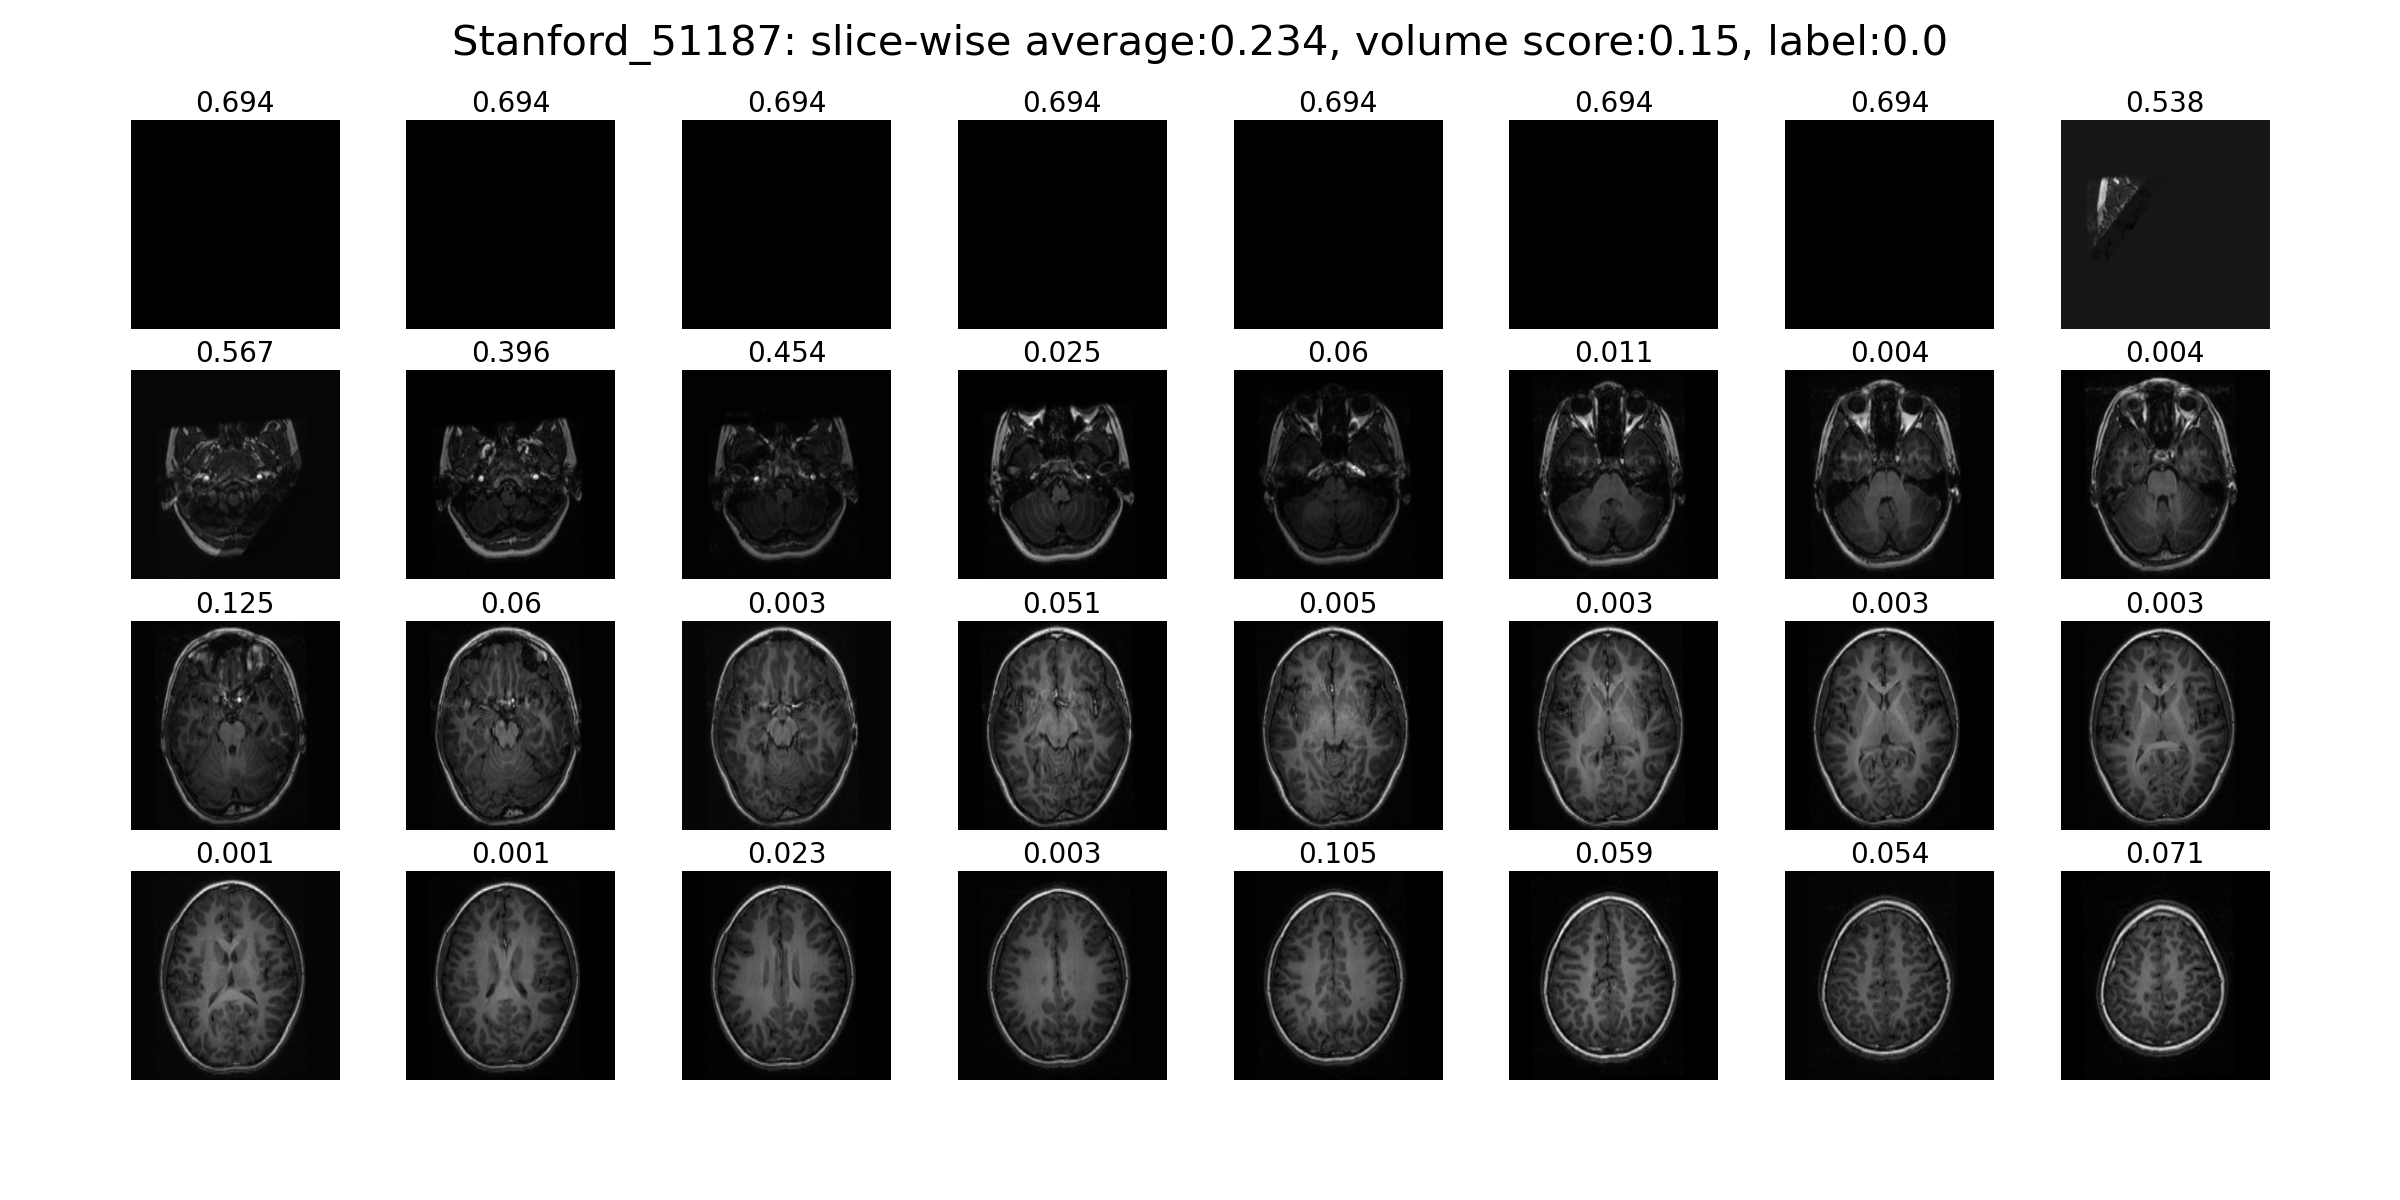 Stanford_51187: slice-wise average:0.234, volume score:0.15, label:0.0
0.694 0.694 0.694 0.694 0.694 0.694 0.694 0.538
0.567 0.396 0.454 0.025 0.06 0.011 0.004 0.004
0.125 0.06 0.003 0.051 0.005 0.003 0.003 0.003
0.001 0.001 0.023 0.003 0.105 0.059 0.054 0.071